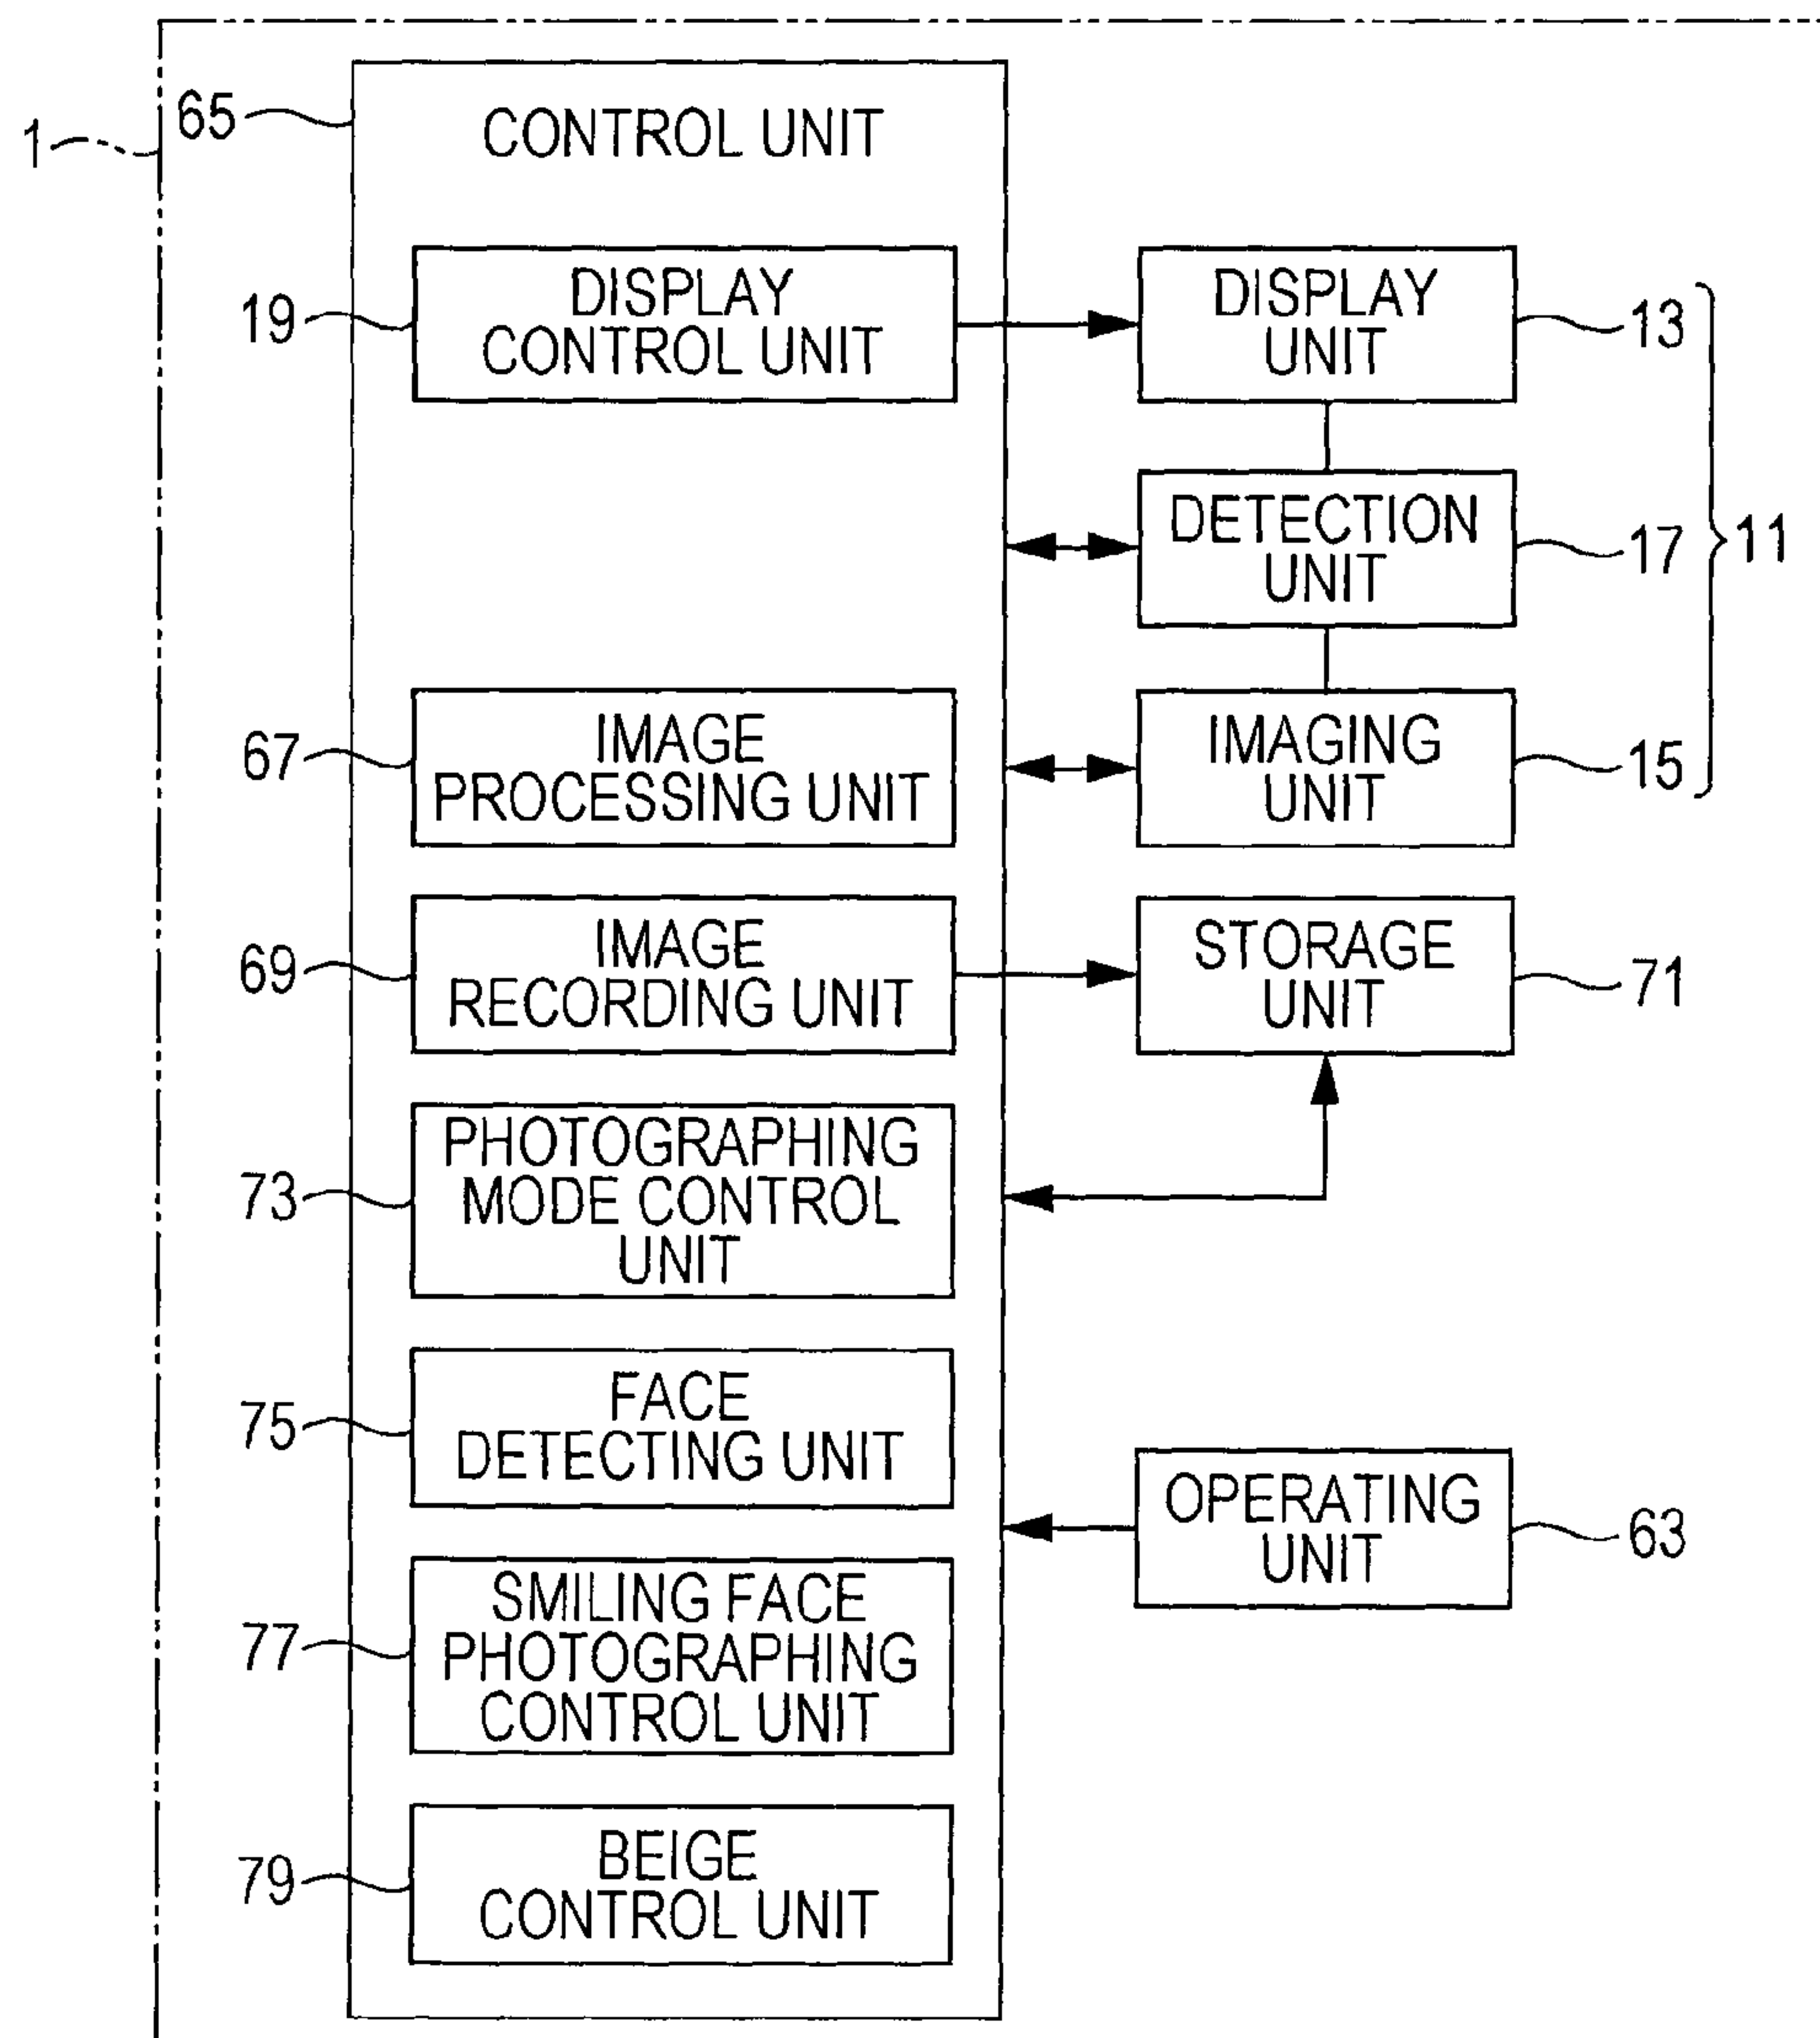 1
65
CONTROL UNIT
19
DISPLAY
CONTROL UNIT
DISPLAY
UNIT
13
DETECTION
UNIT
17
11
67
IMAGE
PROCESSING UNIT
IMAGING
UNIT
15
69
IMAGE
RECORDING UNIT
STORAGE
UNIT
71
73
PHOTOGRAPHING
MODE CONTROL
UNIT
75
FACE
DETECTING UNIT
OPERATING
UNIT
63
77
SMILING FACE
PHOTOGRAPHING
CONTROL UNIT
79
BEIGE
CONTROL UNIT